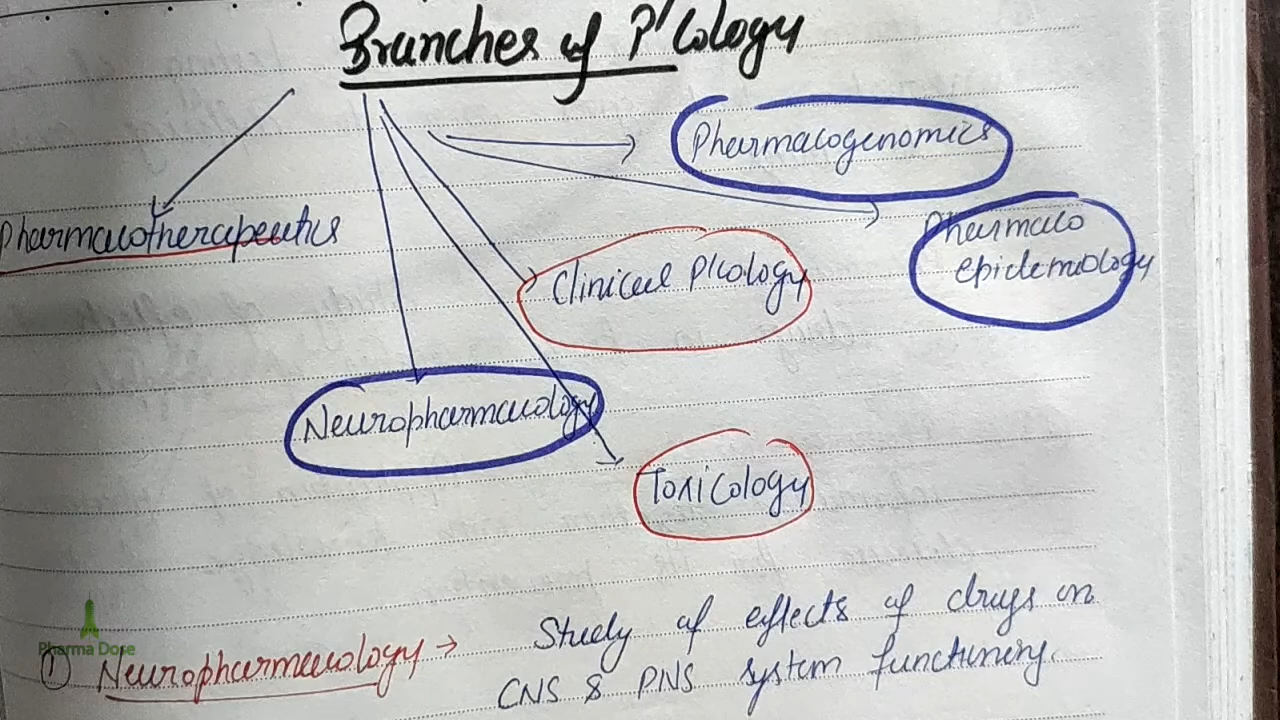 Branches of P'Cology
Pharmacogenomics
Pharmacotherapeutics
Pharmaco
epidemiology
Clinical P'Cology
Neuropharmacology
Toxicology
Pharma Dose
① Neuropharmacology → Study of effects of drugs on
CNS & PNS system functioning.